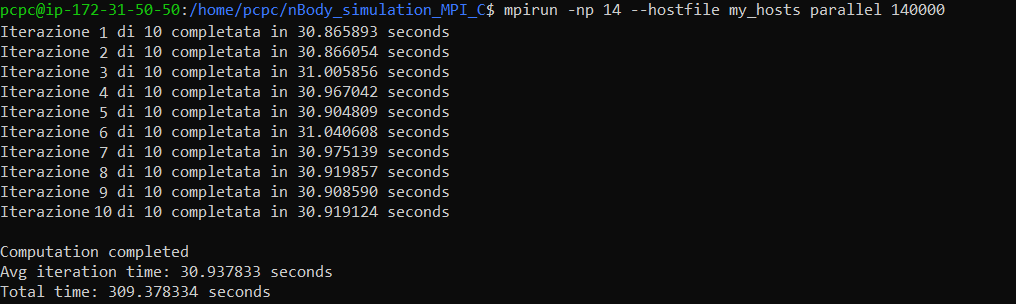 pcpc@ip-172-31-50-50:/home/pcpc/nBody_simulation_MPI_C$ mpirun -np 14 --hostfile my_hosts parallel 140000
Iterazione 1 di 10 completata in 30.865893 seconds
Iterazione 2 di 10 completata in 30.866054 seconds
Iterazione 3 di 10 completata in 31.005856 seconds
Iterazione 4 di 10 completata in 30.967042 seconds
Iterazione 5 di 10 completata in 30.904809 seconds
Iterazione 6 di 10 completata in 31.040608 seconds
Iterazione 7 di 10 completata in 30.975139 seconds
Iterazione 8 di 10 completata in 30.919857 seconds
Iterazione 9 di 10 completata in 30.908590 seconds
Iterazione 10 di 10 completata in 30.919124 seconds
Computation completed
Avg iteration time: 30.937833 seconds
Total time: 309.378334 seconds